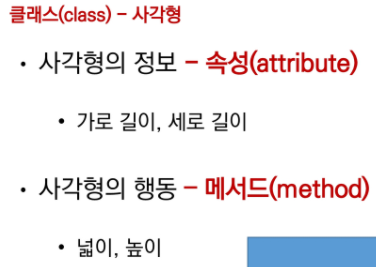 클래스(class) – 사각형
• 사각형의 정보 – 속성(attribute)
• 가로 길이, 세로 길이
• 사각형의 행동 – 메서드(method)
• 넓이, 높이